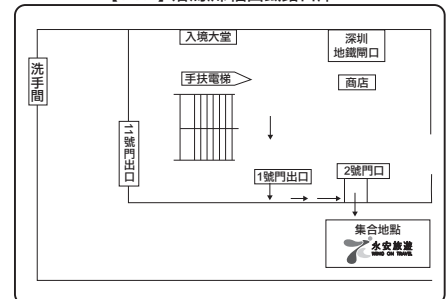 入境大堂
深圳
地鐵閘口
洗手間
手扶電梯
商店
11號門出口
1號門出口
2號門口
集合地點
永安旅遊
WING ON TRAVEL